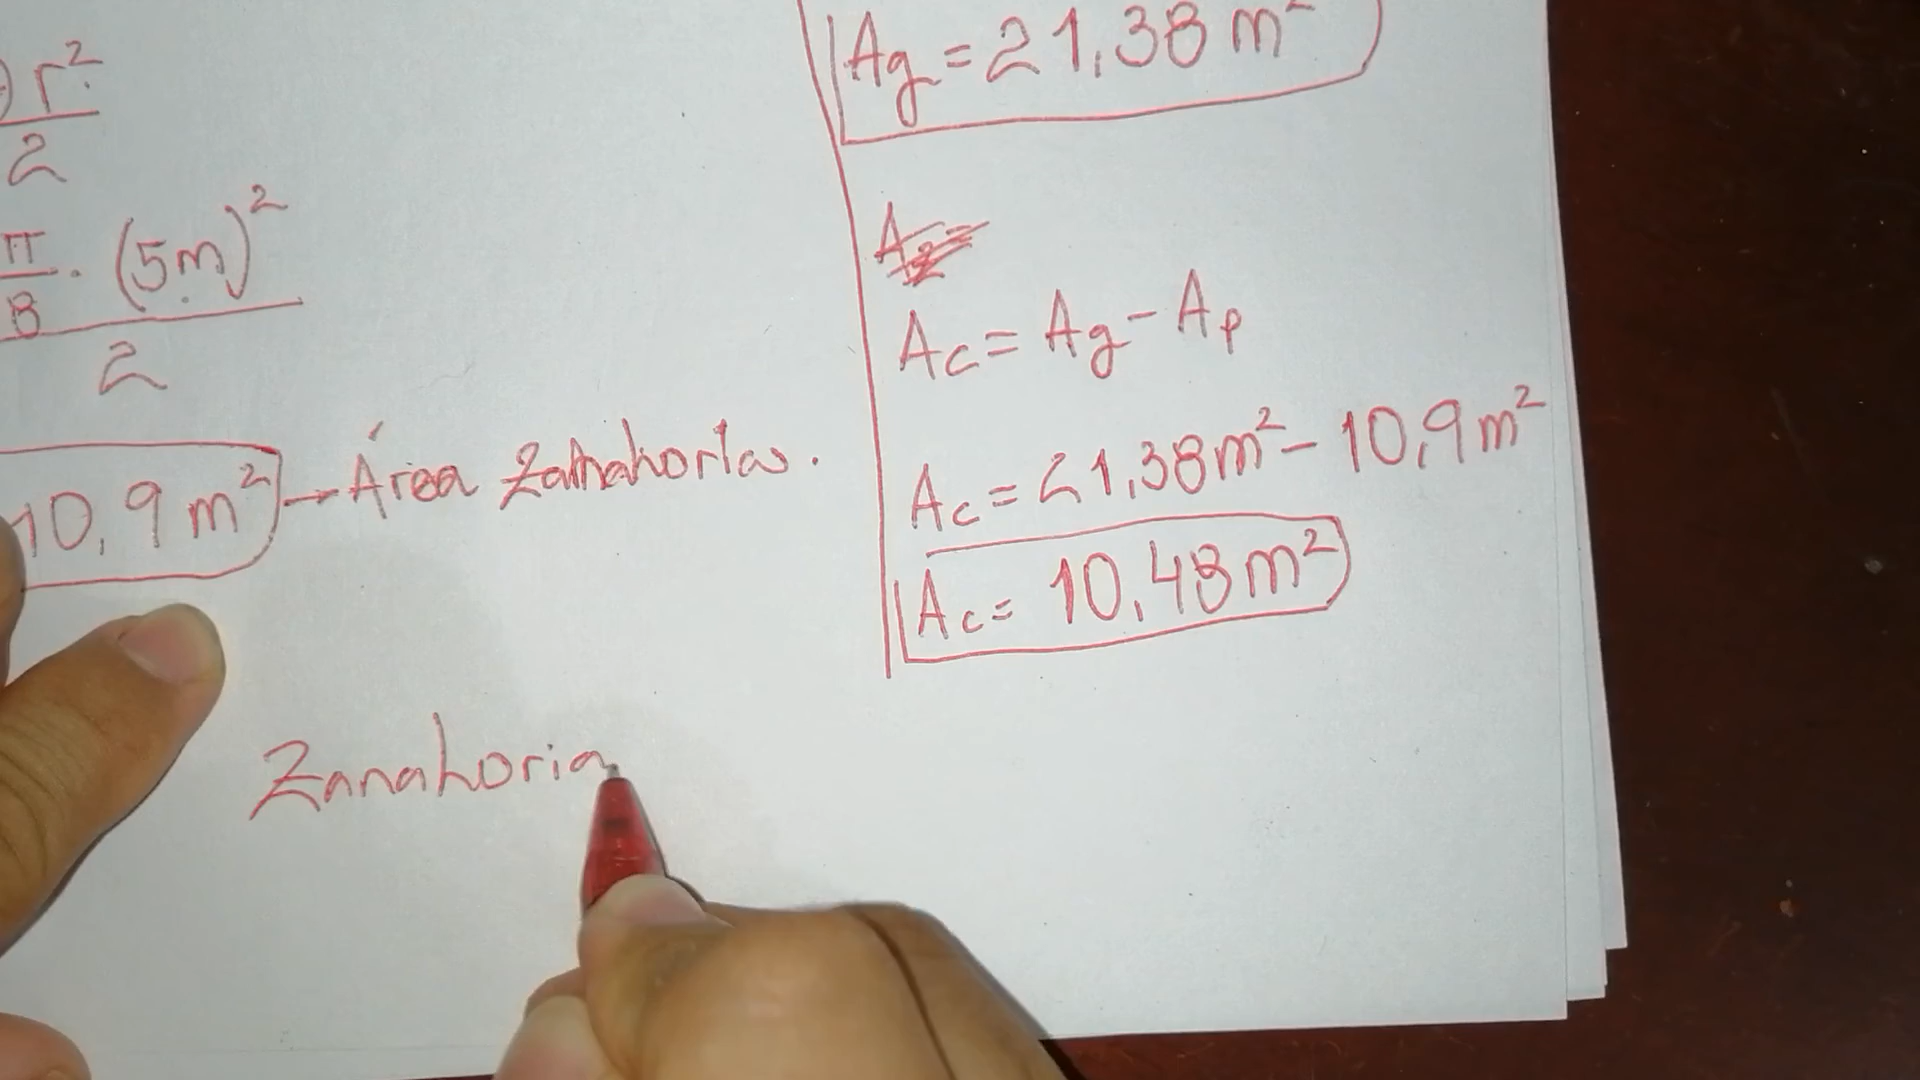 ) r²
2
π/8 · (5m)²
2
10,9 m² → Área Zanahorias.
Ag = 21,38 m²
Ac = Ag - Ap
Ac = 21,38m² - 10,9m²
Ac = 10,48m²
Zanahoria